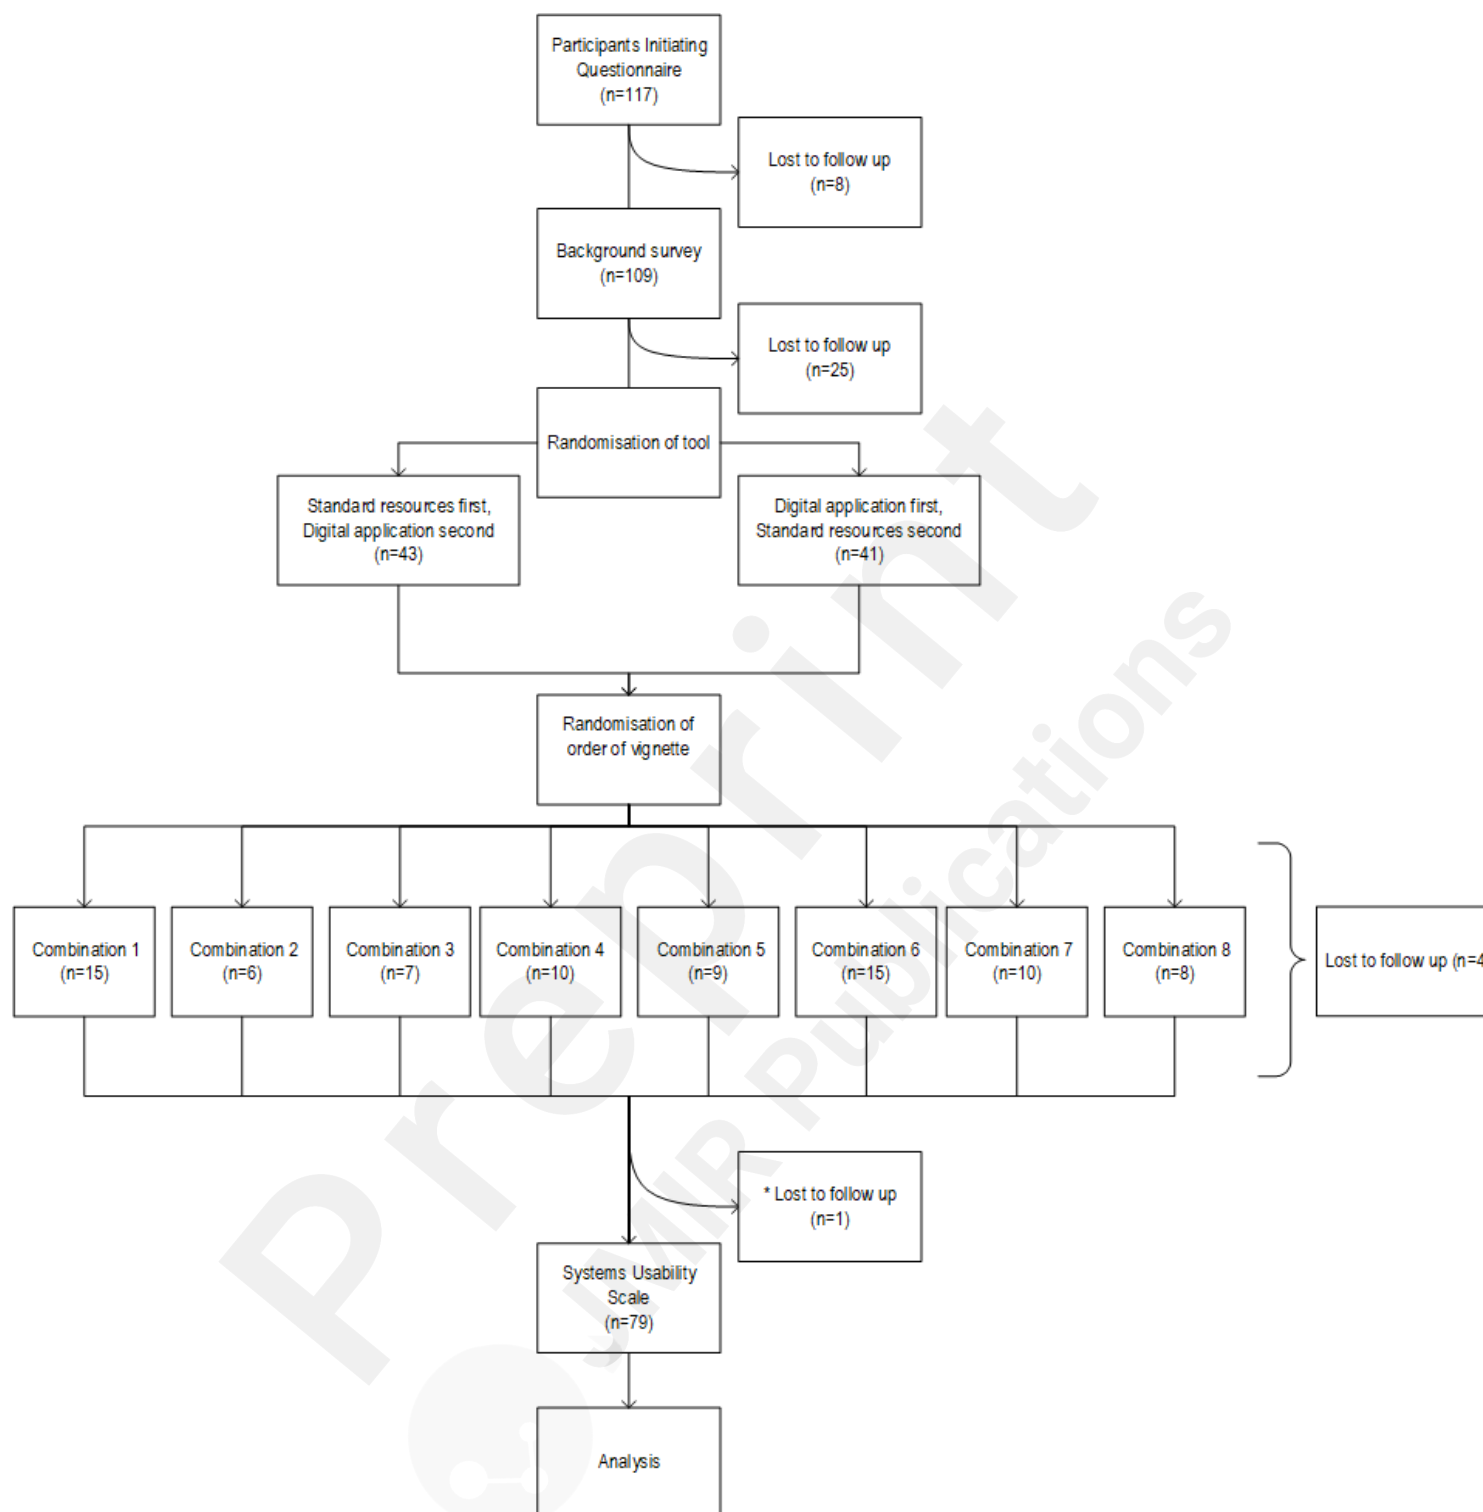 Participants Initiating
Questionnaire
(n=117)
Lost to follow up
(n=8)
Background survey
(n=109)
Lost to follow up
(n=25)
Randomisation of tool
Standard resources first,
Digital application second
(n=43)
Digital application first,
Standard resources second
(n=41)
Randomisation of
order of vignette
Combination 1
(n=15)
Combination 2
(n=6)
Combination 3
(n=7)
Combination 4
(n=10)
Combination 5
(n=9)
Combination 6
(n=15)
Combination 7
(n=10)
Combination 8
(n=8)
Lost to follow up (n=4
* Lost to follow up
(n=1)
Systems Usability
Scale
(n=79)
Analysis
Preprint
JMIR Publications